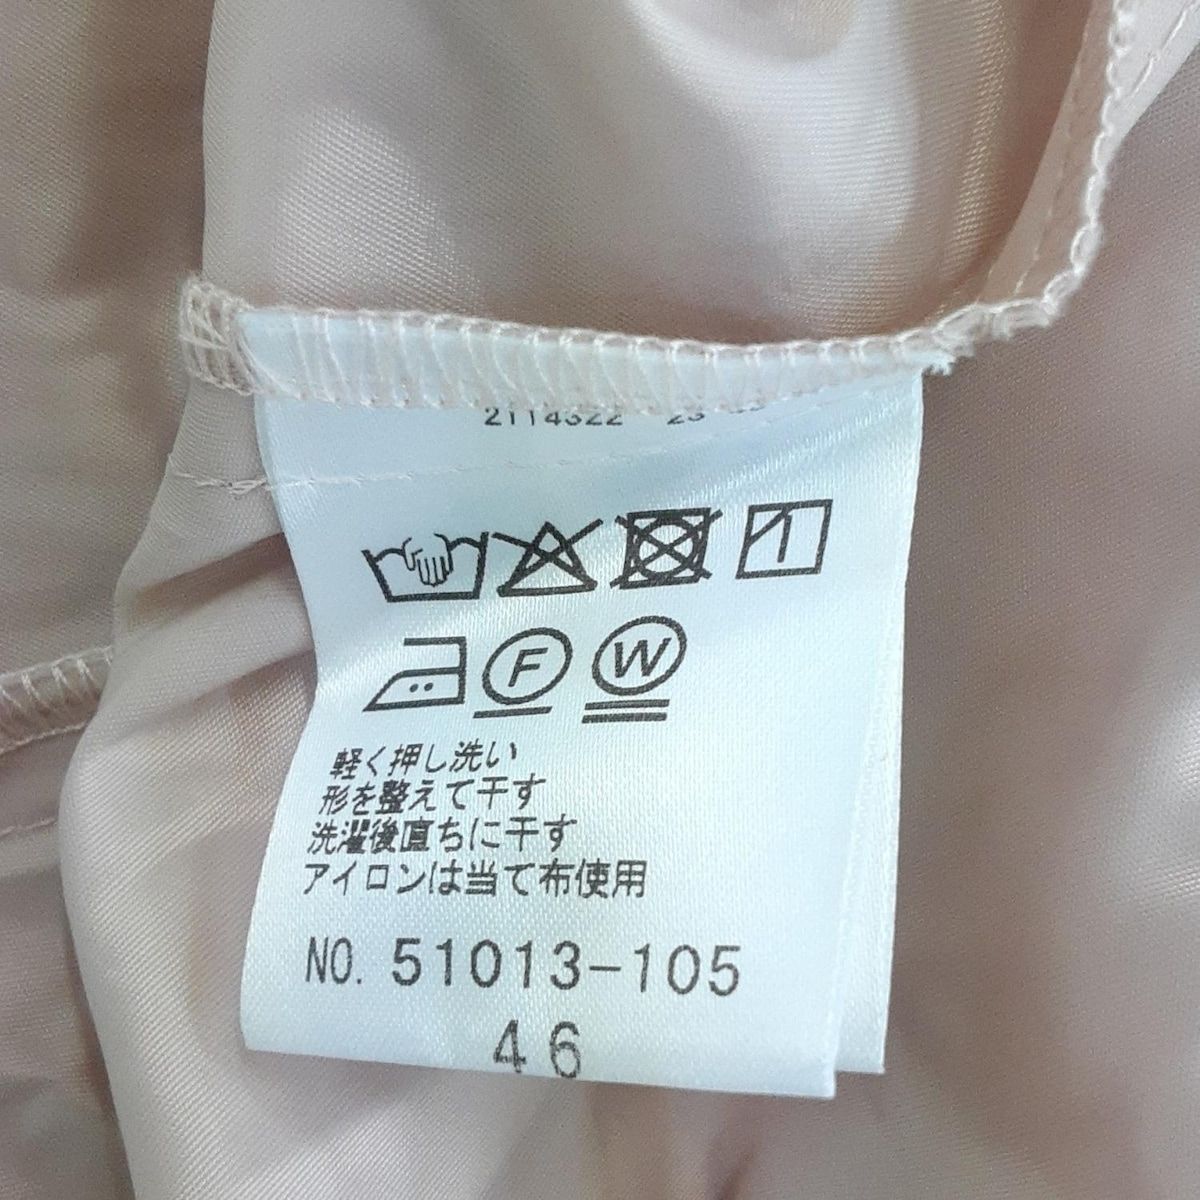 2114322
F W
軽く押し洗い
形を整えて干す
洗濯後直ちに干す
アイロンは当て布使用
NO. 51013-105
46